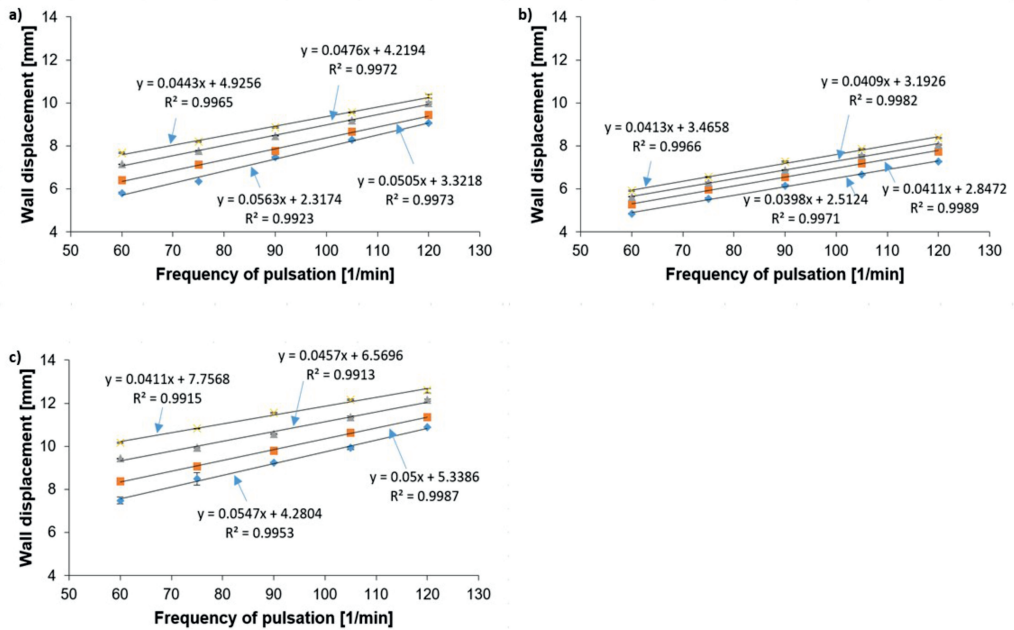 a)
Wall displacement [mm]
14
12
10
8
6
4
y = 0.0443x + 4.9256
R² = 0.9965
y = 0.0476x + 4.2194
R² = 0.9972
y = 0.0563x + 2.3174
R² = 0.9923
y = 0.0505x + 3.3218
R² = 0.9973
50 60 70 80 90 100 110 120 130
Frequency of pulsation [1/min]
b)
Wall displacement [mm]
14
12
10
8
6
4
y = 0.0413x + 3.4658
R² = 0.9966
y = 0.0409x + 3.1926
R² = 0.9982
y = 0.0398x + 2.5124
R² = 0.9971
y = 0.0411x + 2.8472
R² = 0.9989
50 60 70 80 90 100 110 120 130
Frequency of pulsation [1/min]
c)
Wall displacement [mm]
14
12
10
8
6
4
y = 0.0411x + 7.7568
R² = 0.9915
y = 0.0457x + 6.5696
R² = 0.9913
y = 0.0547x + 4.2804
R² = 0.9953
y = 0.05x + 5.3386
R² = 0.9987
50 60 70 80 90 100 110 120 130
Frequency of pulsation [1/min]